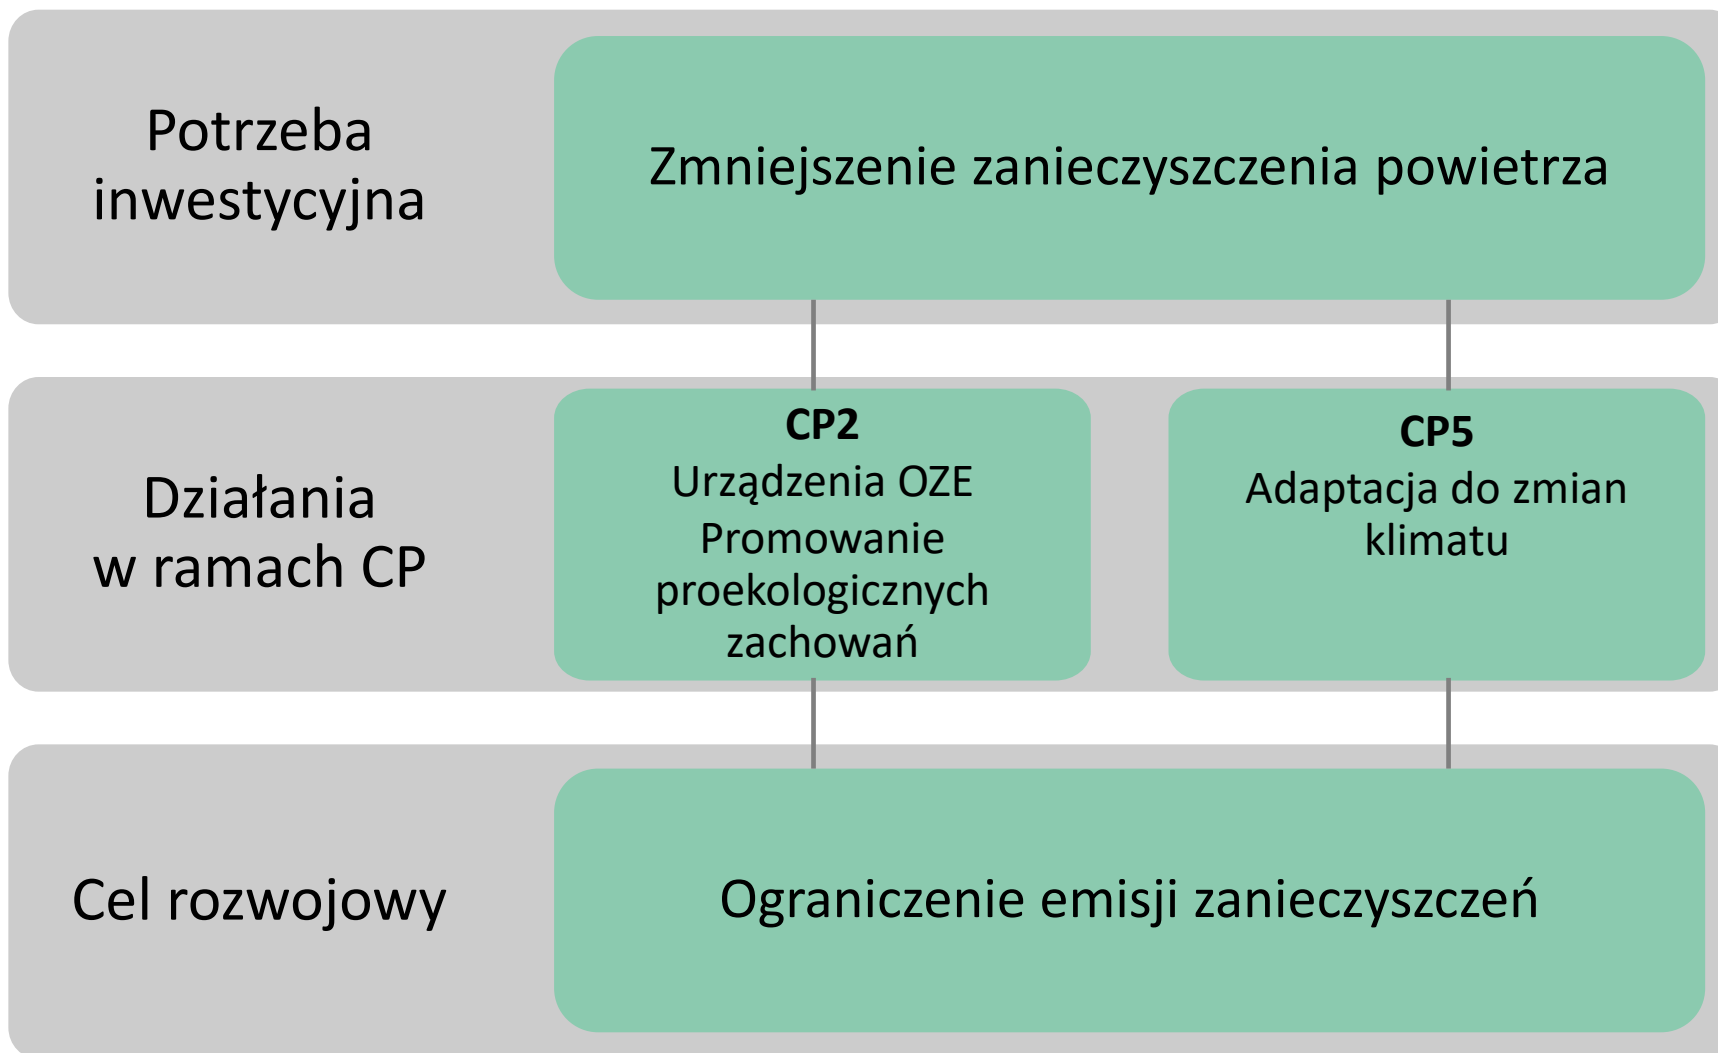 Potrzeba
inwestycyjna
Zmniejszenie zanieczyszczenia powietrza
Działania
w ramach CP
CP2
Urządzenia OZE
Promowanie
proekologicznych
zachowań
CP5
Adaptacja do zmian
klimatu
Cel rozwojowy
Ograniczenie emisji zanieczyszczeń